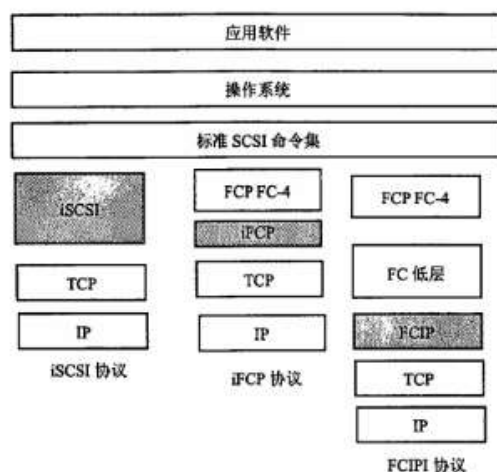 应用软件
操作系统
标准 SCSI 命令集
iSCSI
TCP
IP
iSCSI 协议
FCP FC-4
iFCP
TCP
IP
iFCP 协议
FCP FC-4
FC 低层
FCIP
TCP
IP
FCIPI 协议